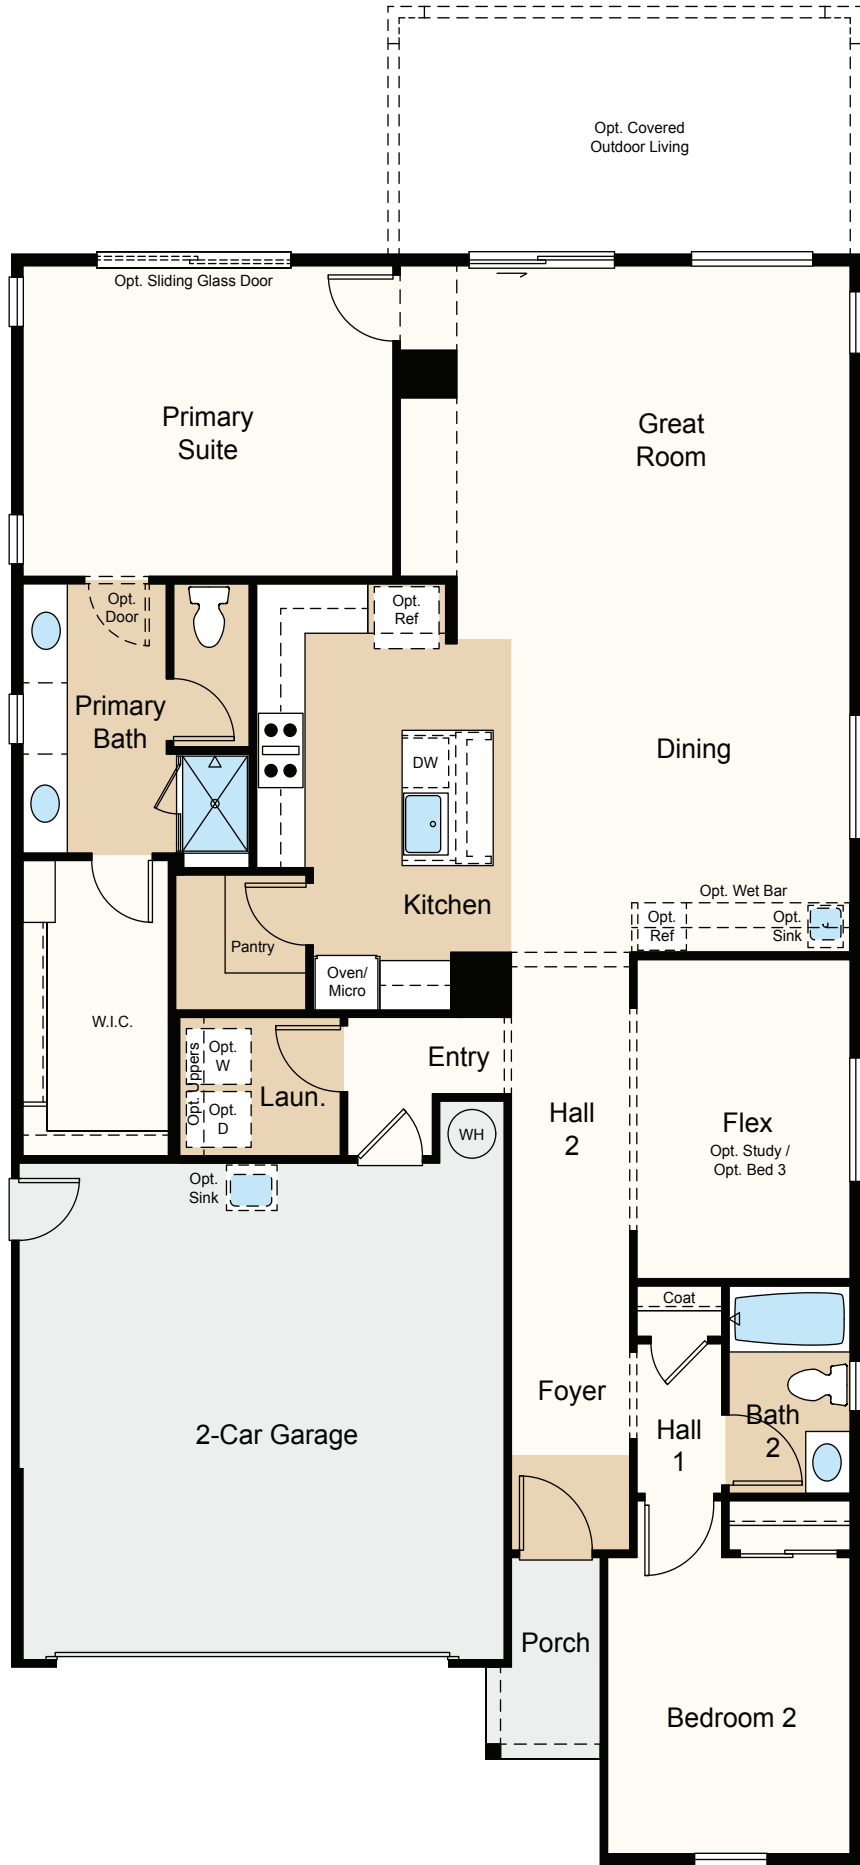 Opt. Covered
Outdoor Living
Opt. Sliding Glass Door
Primary
Suite
Great
Room
Opt.
Door
Opt.
Ref
Primary
Bath
DW
Dining
Kitchen
Opt. Wet Bar
Opt.
Ref
Opt.
Sink
Pantry
Oven/
Micro
W.I.C.
Opt. Uppers
Opt.
W
Opt.
D
Laun.
Entry
WH
Hall
2
Flex
Opt. Study /
Opt. Bed 3
Opt.
Sink
Coat
Foyer
Hall
1
Bath
2
2-Car Garage
Porch
Bedroom 2